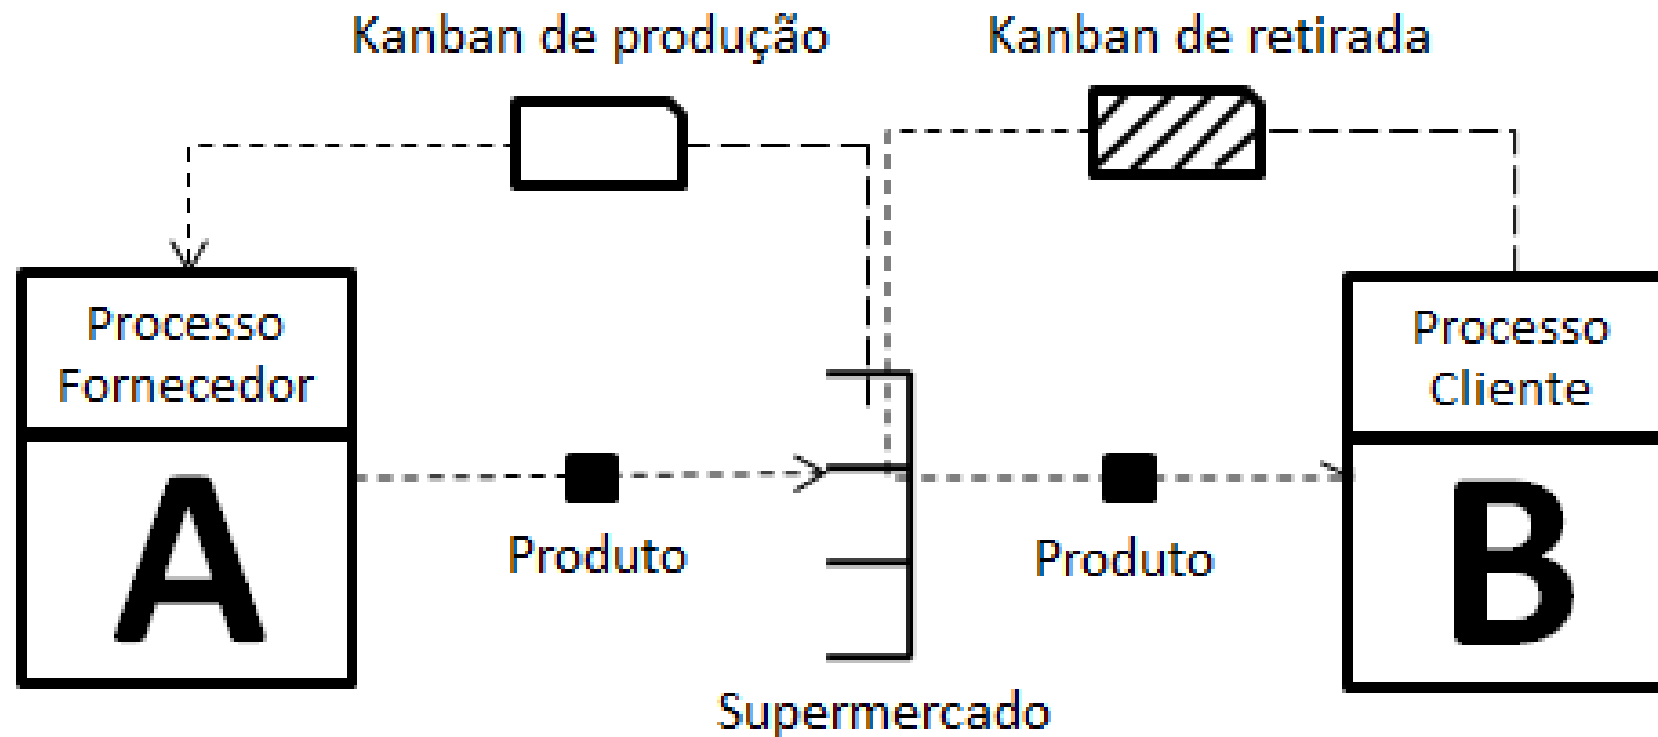 Kanban de produção
Kanban de retirada
Processo
Fornecedor
A
Produto
Supermercado
Produto
Processo
Cliente
B